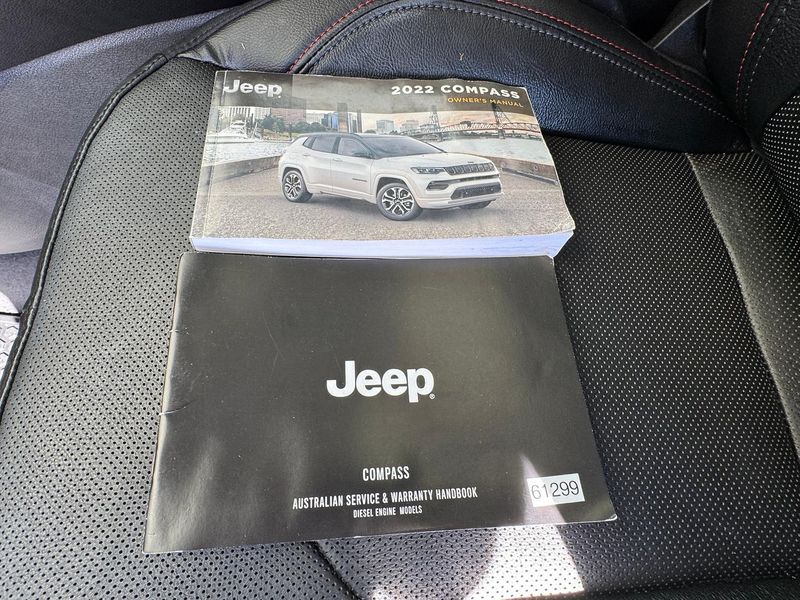 Jeep
2022 COMPASS
OWNER'S MANUAL
Jeep®
COMPASS
AUSTRALIAN SERVICE & WARRANTY HANDBOOK
DIESEL ENGINE MODELS
61299